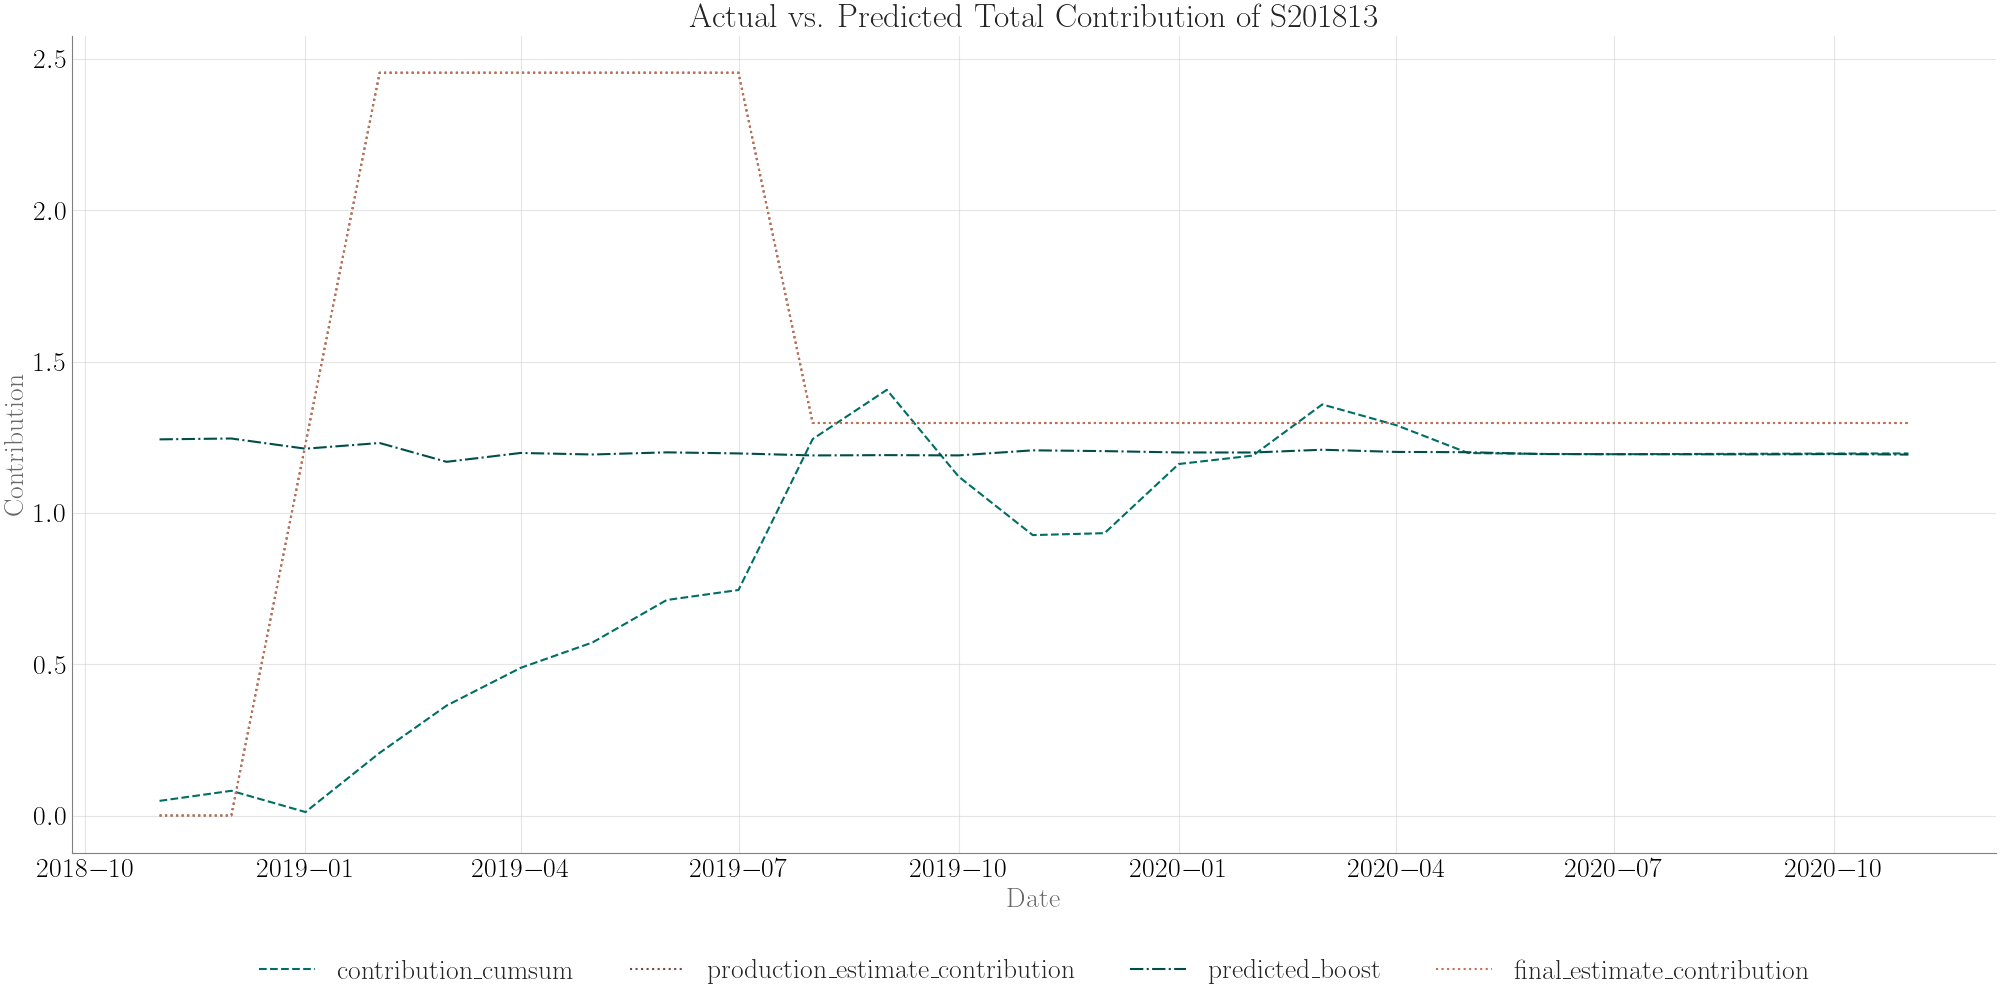 Actual vs. Predicted Total Contribution of S201813
2.5
2.0
1.5
1.0
0.5
0.0
Contribution
2018−10 2019−01 2019−04 2019−07 2019−10 2020−01 2020−04 2020−07 2020−10
Date
contribution_cumsum production_estimate_contribution predicted_boost final_estimate_contribution